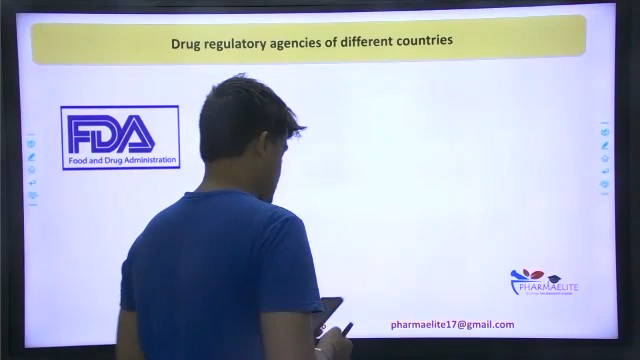 Drug regulatory agencies of different countries
FDA
Food and Drug Administration
PHARMAELITE
pharmaelite17@gmail.com